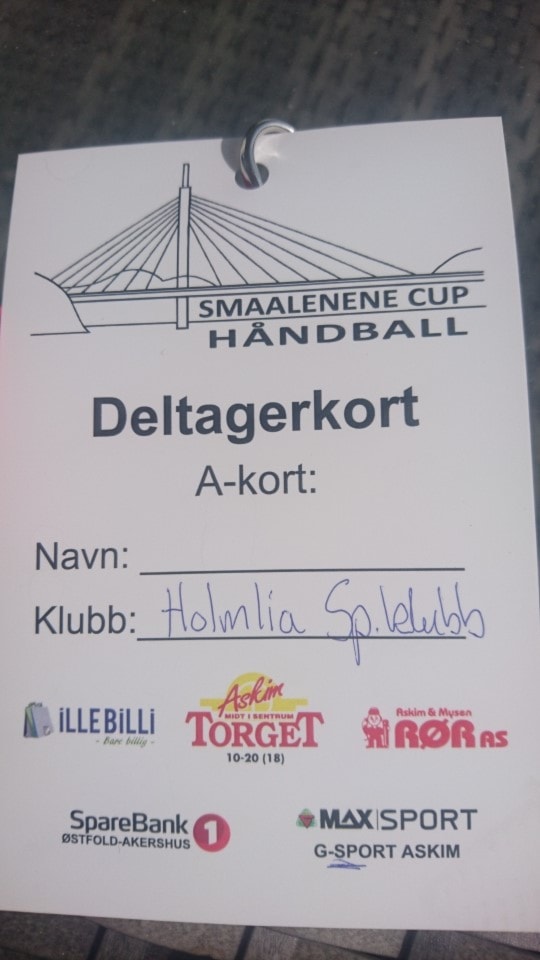 SMAALENENE CUP
HÅNDBALL
Deltagerkort
A-kort:
Navn:
Klubb: Holmlia Sp.klubb
iLLEBiLLi
- Bare billig -
Askim
MIDT I SENTRUM
TORGET
10-20 (18)
Askim & Mysen
RØR AS
SpareBank 1
ØSTFOLD-AKERSHUS
MAX SPORT
G-SPORT ASKIM